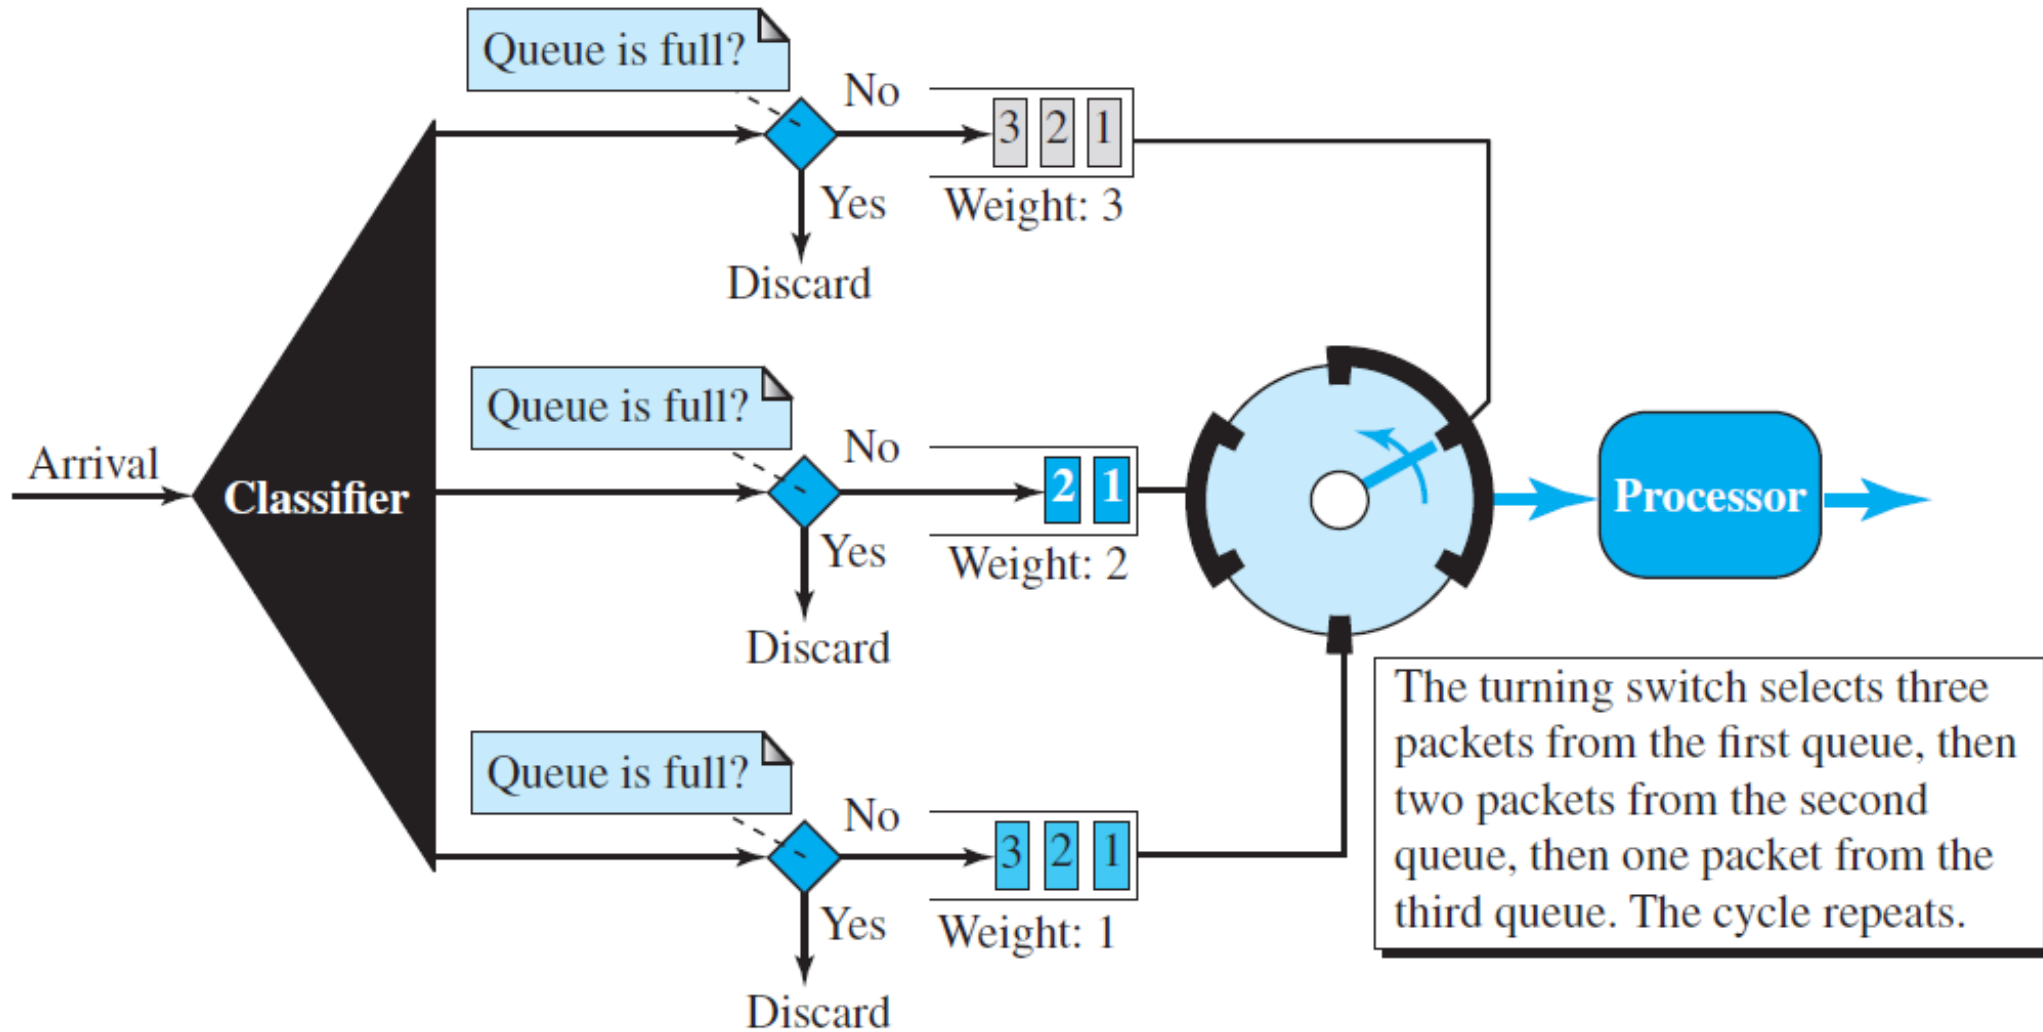 Queue is full?
No
3 2 1
Yes
Weight: 3
Discard
Queue is full?
No
Arrival
Classifier
2 1
Processor
Yes
Weight: 2
Discard
The turning switch selects three
packets from the first queue, then
two packets from the second
queue, then one packet from the
third queue. The cycle repeats.
Queue is full?
No
3 2 1
Yes
Weight: 1
Discard